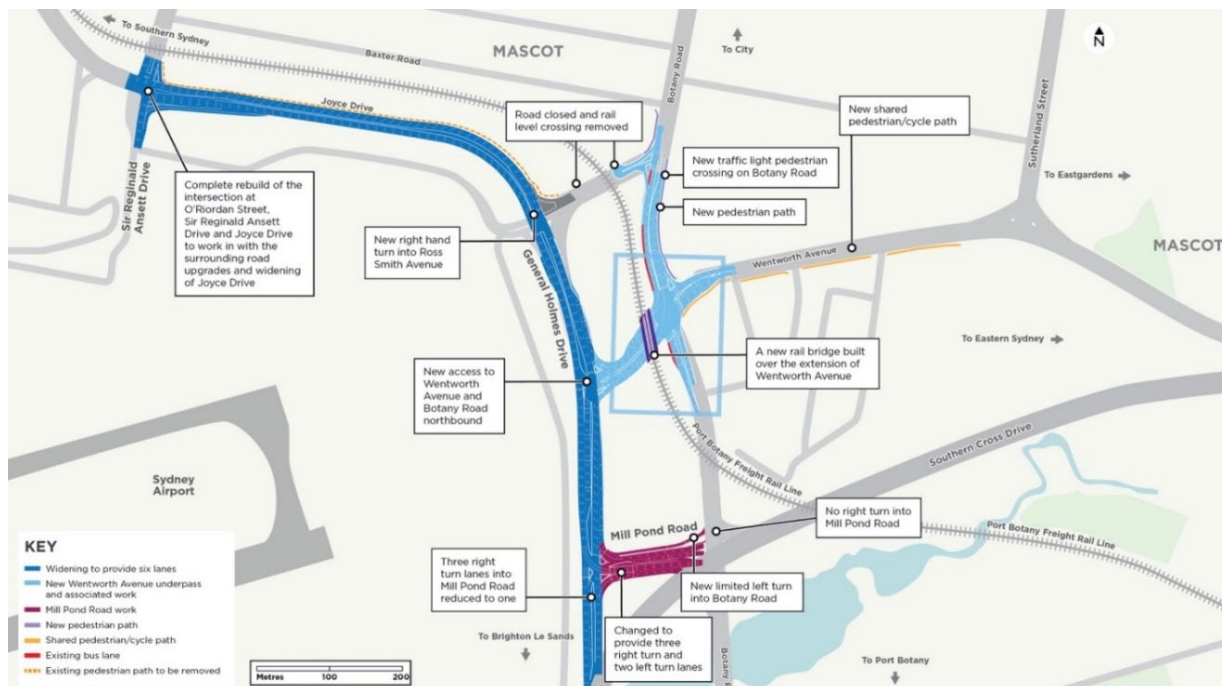 To Southern Sydney
MASCOT
Baxter Road
Botany Road
To City
N
Sutherland Street
Joyce Drive
Road closed and rail
level crossing removed
New shared
pedestrian/cycle path
Sir Reginald
Ansett Drive
Complete rebuild of the
intersection at
O'Riordan Street,
Sir Reginald Ansett
Drive and Joyce Drive
to work in with the
surrounding road
upgrades and widening
of Joyce Drive
New traffic light pedestrian
crossing on Botany Road
To Eastgardens
New pedestrian path
New right hand
turn into Ross
Smith Avenue
General Holmes Drive
Wentworth Avenue
MASCOT
New access to
Wentworth
Avenue and
Botany Road
northbound
A new rail bridge built
over the extension of
Wentworth Avenue
To Eastern Sydney
Port Botany Freight Rail Line
Southern Cross Drive
Sydney
Airport
Mill Pond Road
No right turn into
Mill Pond Road
Port Botany Freight Rail Line
Three right
turn lanes into
Mill Pond Road
reduced to one
New limited left turn
into Botany Road
Changed to
provide three
right turn and
two left turn lanes
To Brighton Le Sands
To Port Botany
KEY
Widening to provide six lanes
New Wentworth Avenue underpass
and associated work
Mill Pond Road work
New pedestrian path
Shared pedestrian/cycle path
Existing bus lane
Existing pedestrian path to be removed
Metres 100 200